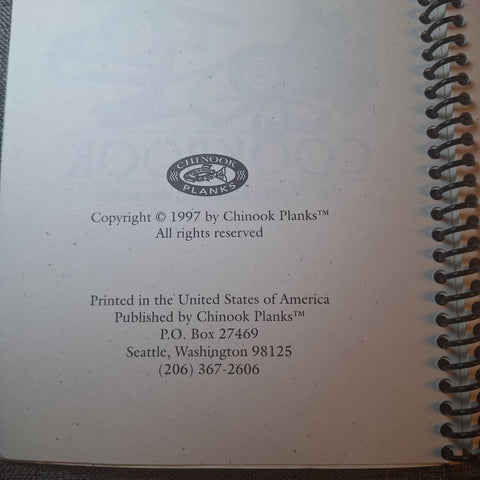 CHINOOK
PLANKS™
Copyright © 1997 by Chinook Planks™
All rights reserved
Printed in the United States of America
Published by Chinook Planks™
P.O. Box 27469
Seattle, Washington 98125
(206) 367-2606